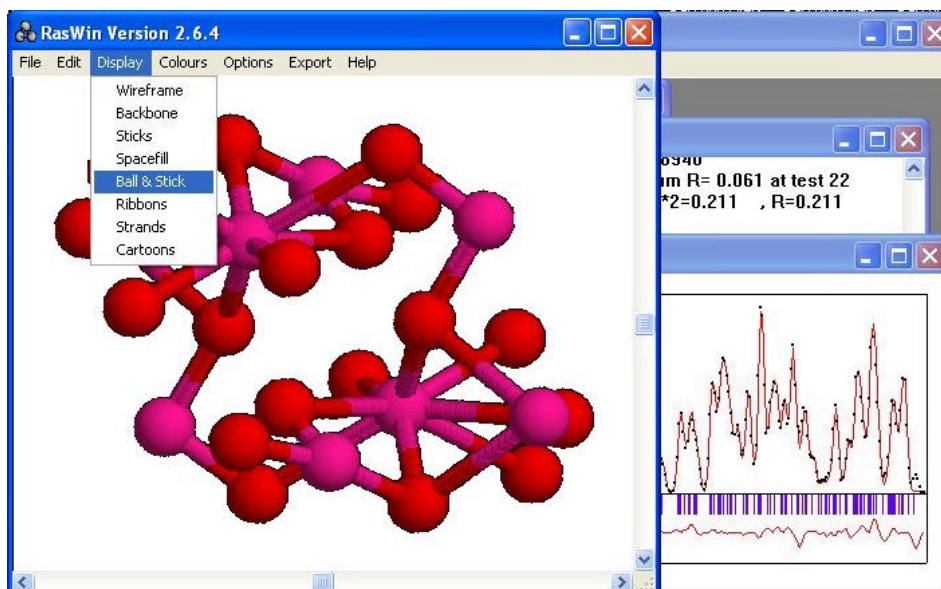 RasWin Version 2.6.4
File Edit Display Colours Options Export Help
Wireframe
Backbone
Sticks
Spacefill
Ball & Stick
Ribbons
Strands
Cartoons
um R= 0.061 at test 22
*2=0.211 , R=0.211